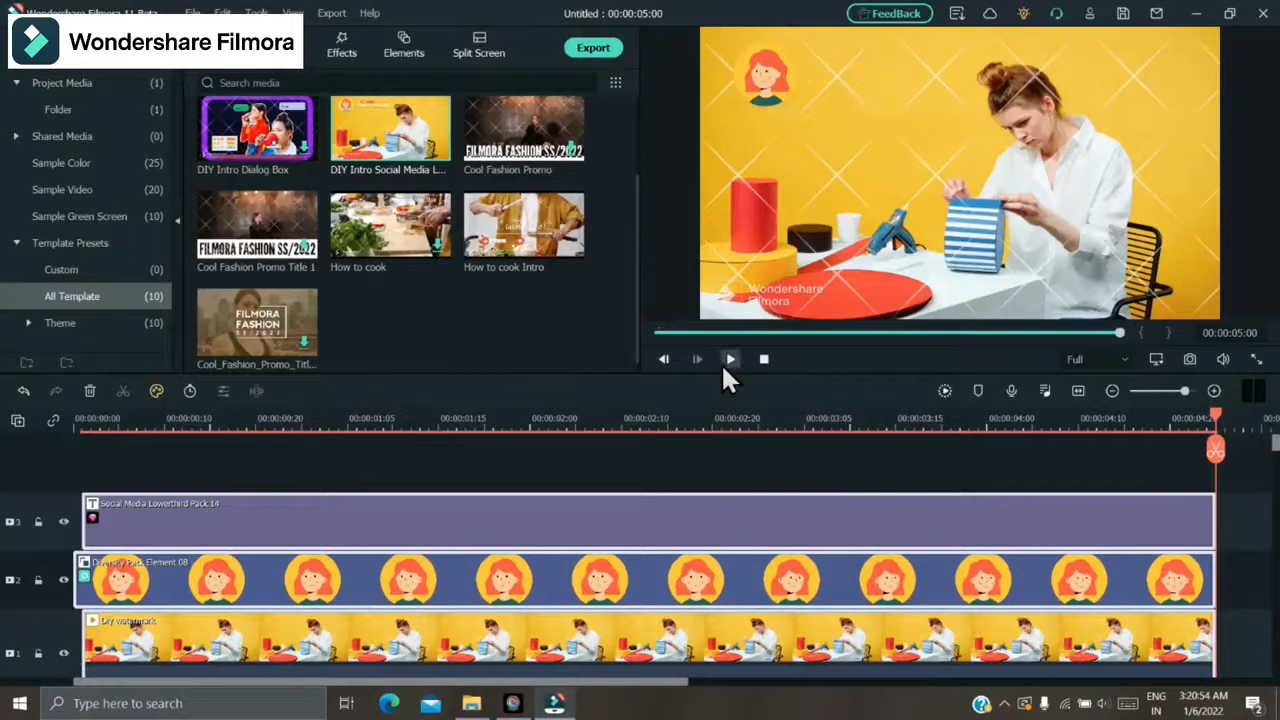 Wondershare Filmora 11 Beta
File Edit Tools View Export Help
Untitled : 00:00:05:00
FeedBack
Wondershare Filmora
Effects
Elements
Split Screen
Export
Project Media (1)
Folder (1)
Shared Media (0)
Sample Color (25)
Sample Video (20)
Sample Green Screen (10)
Template Presets
Custom (0)
All Template (10)
Theme (10)
Search media
DIY Intro Dialog Box
DIY Intro Social Media L...
FILMORA FASHION SS/2022
Cool Fashion Promo
FILMORA FASHION SS/2022
Cool Fashion Promo Title 1
How to cook
How to cook Intro
FILMORA
FASHION
Cool_Fashion_Promo_Titl...
Wondershare
Filmora
00:00:05:00
Full
00:00:00:00
00:00:00:10
00:00:00:20
00:00:01:05
00:00:01:15
00:00:02:00
00:00:02:10
00:00:02:20
00:00:03:05
00:00:03:15
00:00:04:00
00:00:04:10
00:00:04:2
00:0
Social Media Lowerthird Pack 14
3
Diversity Pack Element 08
2
Diy watermark
1
Type here to search
ENG
IN
3:20:54 AM
1/6/2022
2